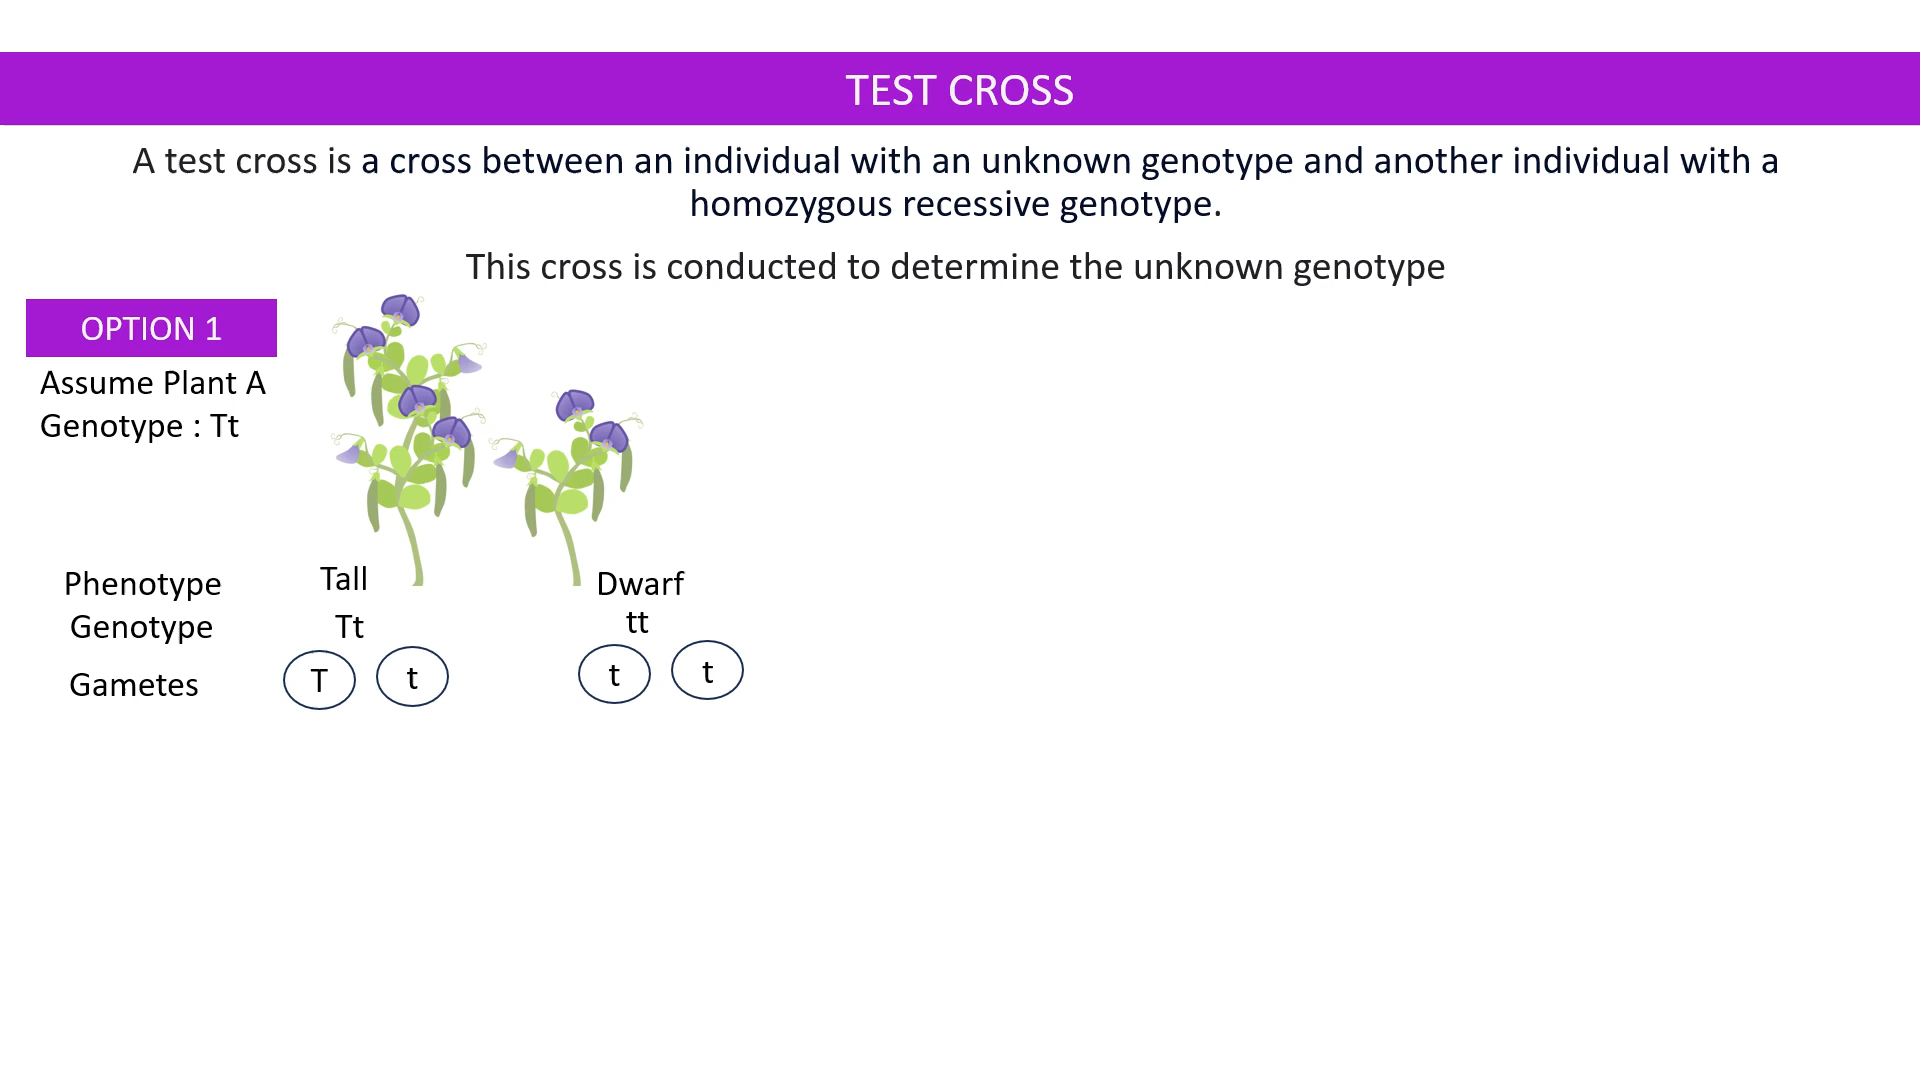 TEST CROSS
A test cross is a cross between an individual with an unknown genotype and another individual with a
homozygous recessive genotype.
This cross is conducted to determine the unknown genotype
OPTION 1
Assume Plant A
Genotype : Tt
Phenotype Tall Dwarf
Genotype Tt tt
Gametes T t t t